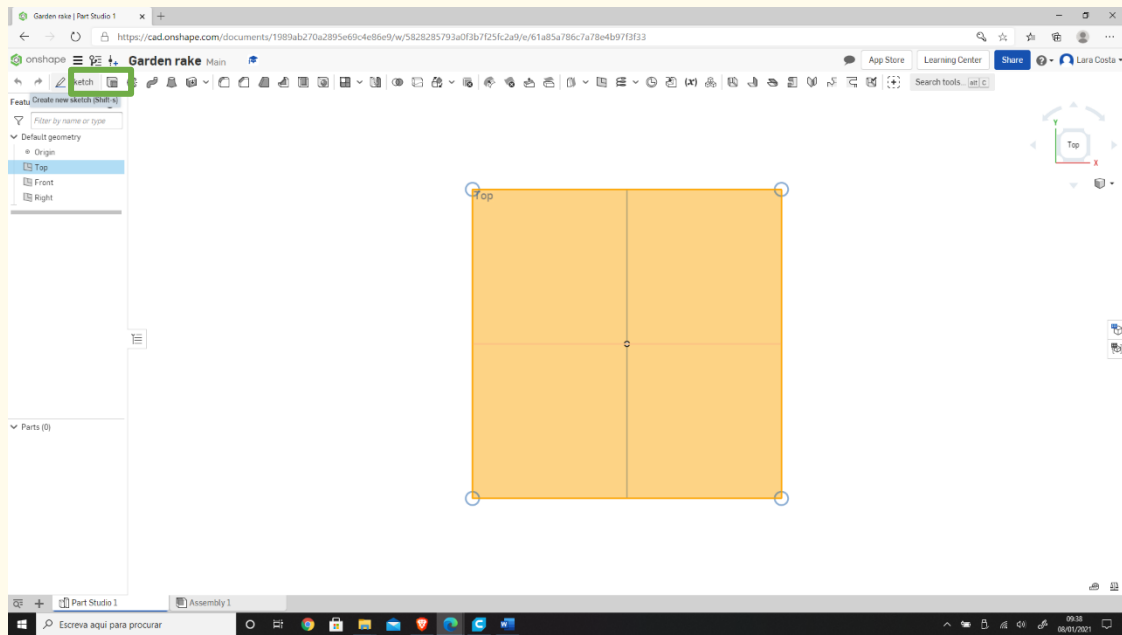 Garden rake | Part Studio 1
https://cad.onshape.com/documents/1989ab270a2895e69c4e86e9/w/5828285793a0f3b7f25fc2a9/e/61a85a786c7a78e4b97f3f33
onshape Garden rake Main App Store Learning Center Share Lara Costa
ketch Search tools... alt C
Featu Create new sketch (Shift-s)
Filter by name or type
Default geometry
Origin
Top
Front
Right
Top
Y
Top
X
Parts (0)
Part Studio 1 Assembly 1
Escreva aqui para procurar
09:38
08/01/2021